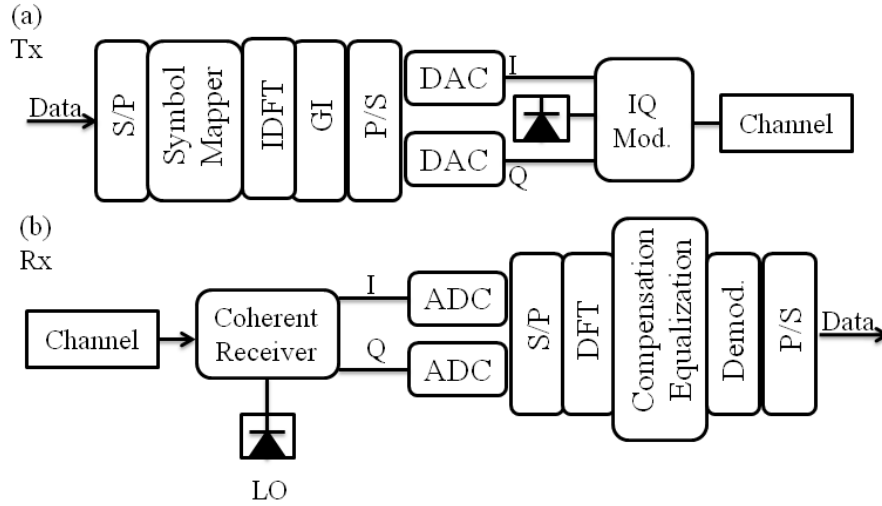 (a)
Tx
Data
S/P
Symbol
Mapper
IDFT
GI
P/S
DAC
DAC
I
Q
IQ
Mod.
Channel
(b)
Rx
Channel
Coherent
Receiver
LO
I
Q
ADC
ADC
S/P
DFT
Compensation
Equalization
Demod.
P/S
Data